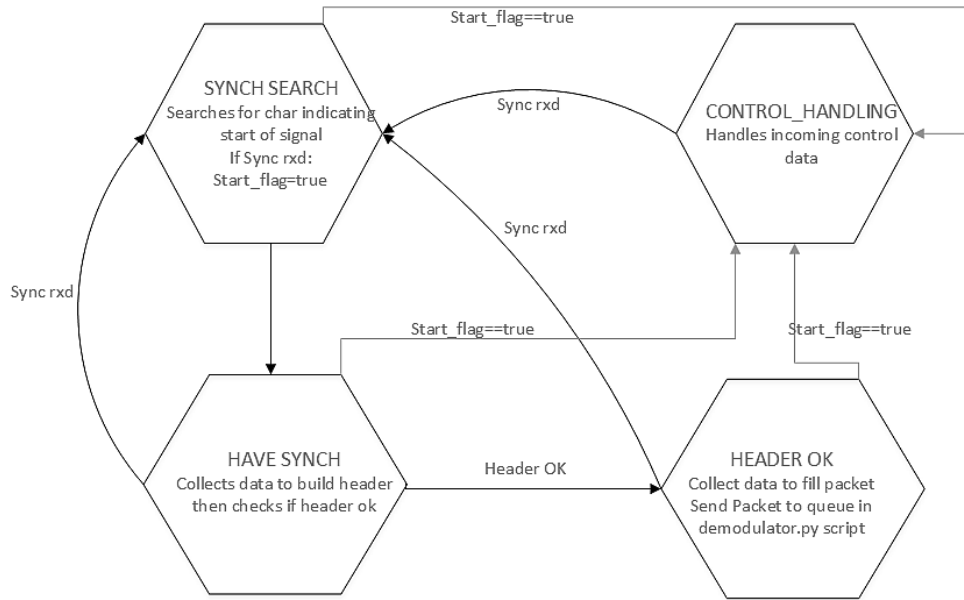 Start_flag==true
SYNCH SEARCH
Searches for char indicating
start of signal
If Sync rxd:
Start_flag=true
Sync rxd
CONTROL_HANDLING
Handles incoming control
data
Sync rxd
Sync rxd
Start_flag==true
Start_flag==true
HAVE SYNCH
Collects data to build header
then checks if header ok
Header OK
HEADER OK
Collect data to fill packet
Send Packet to queue in
demodulator.py script